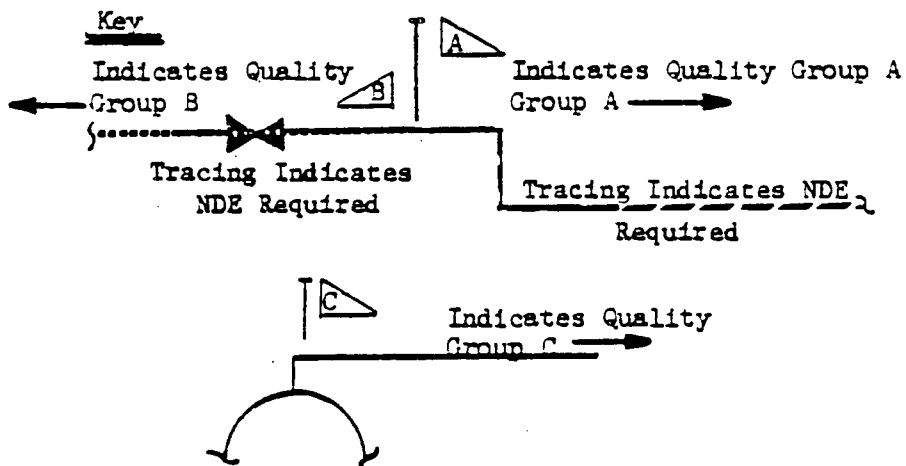 Key
Indicates Quality
Group B
B
A
Indicates Quality Group A
Group A
Tracing Indicates
NDE Required
Tracing Indicates NDE
Required
C
Indicates Quality
Group C